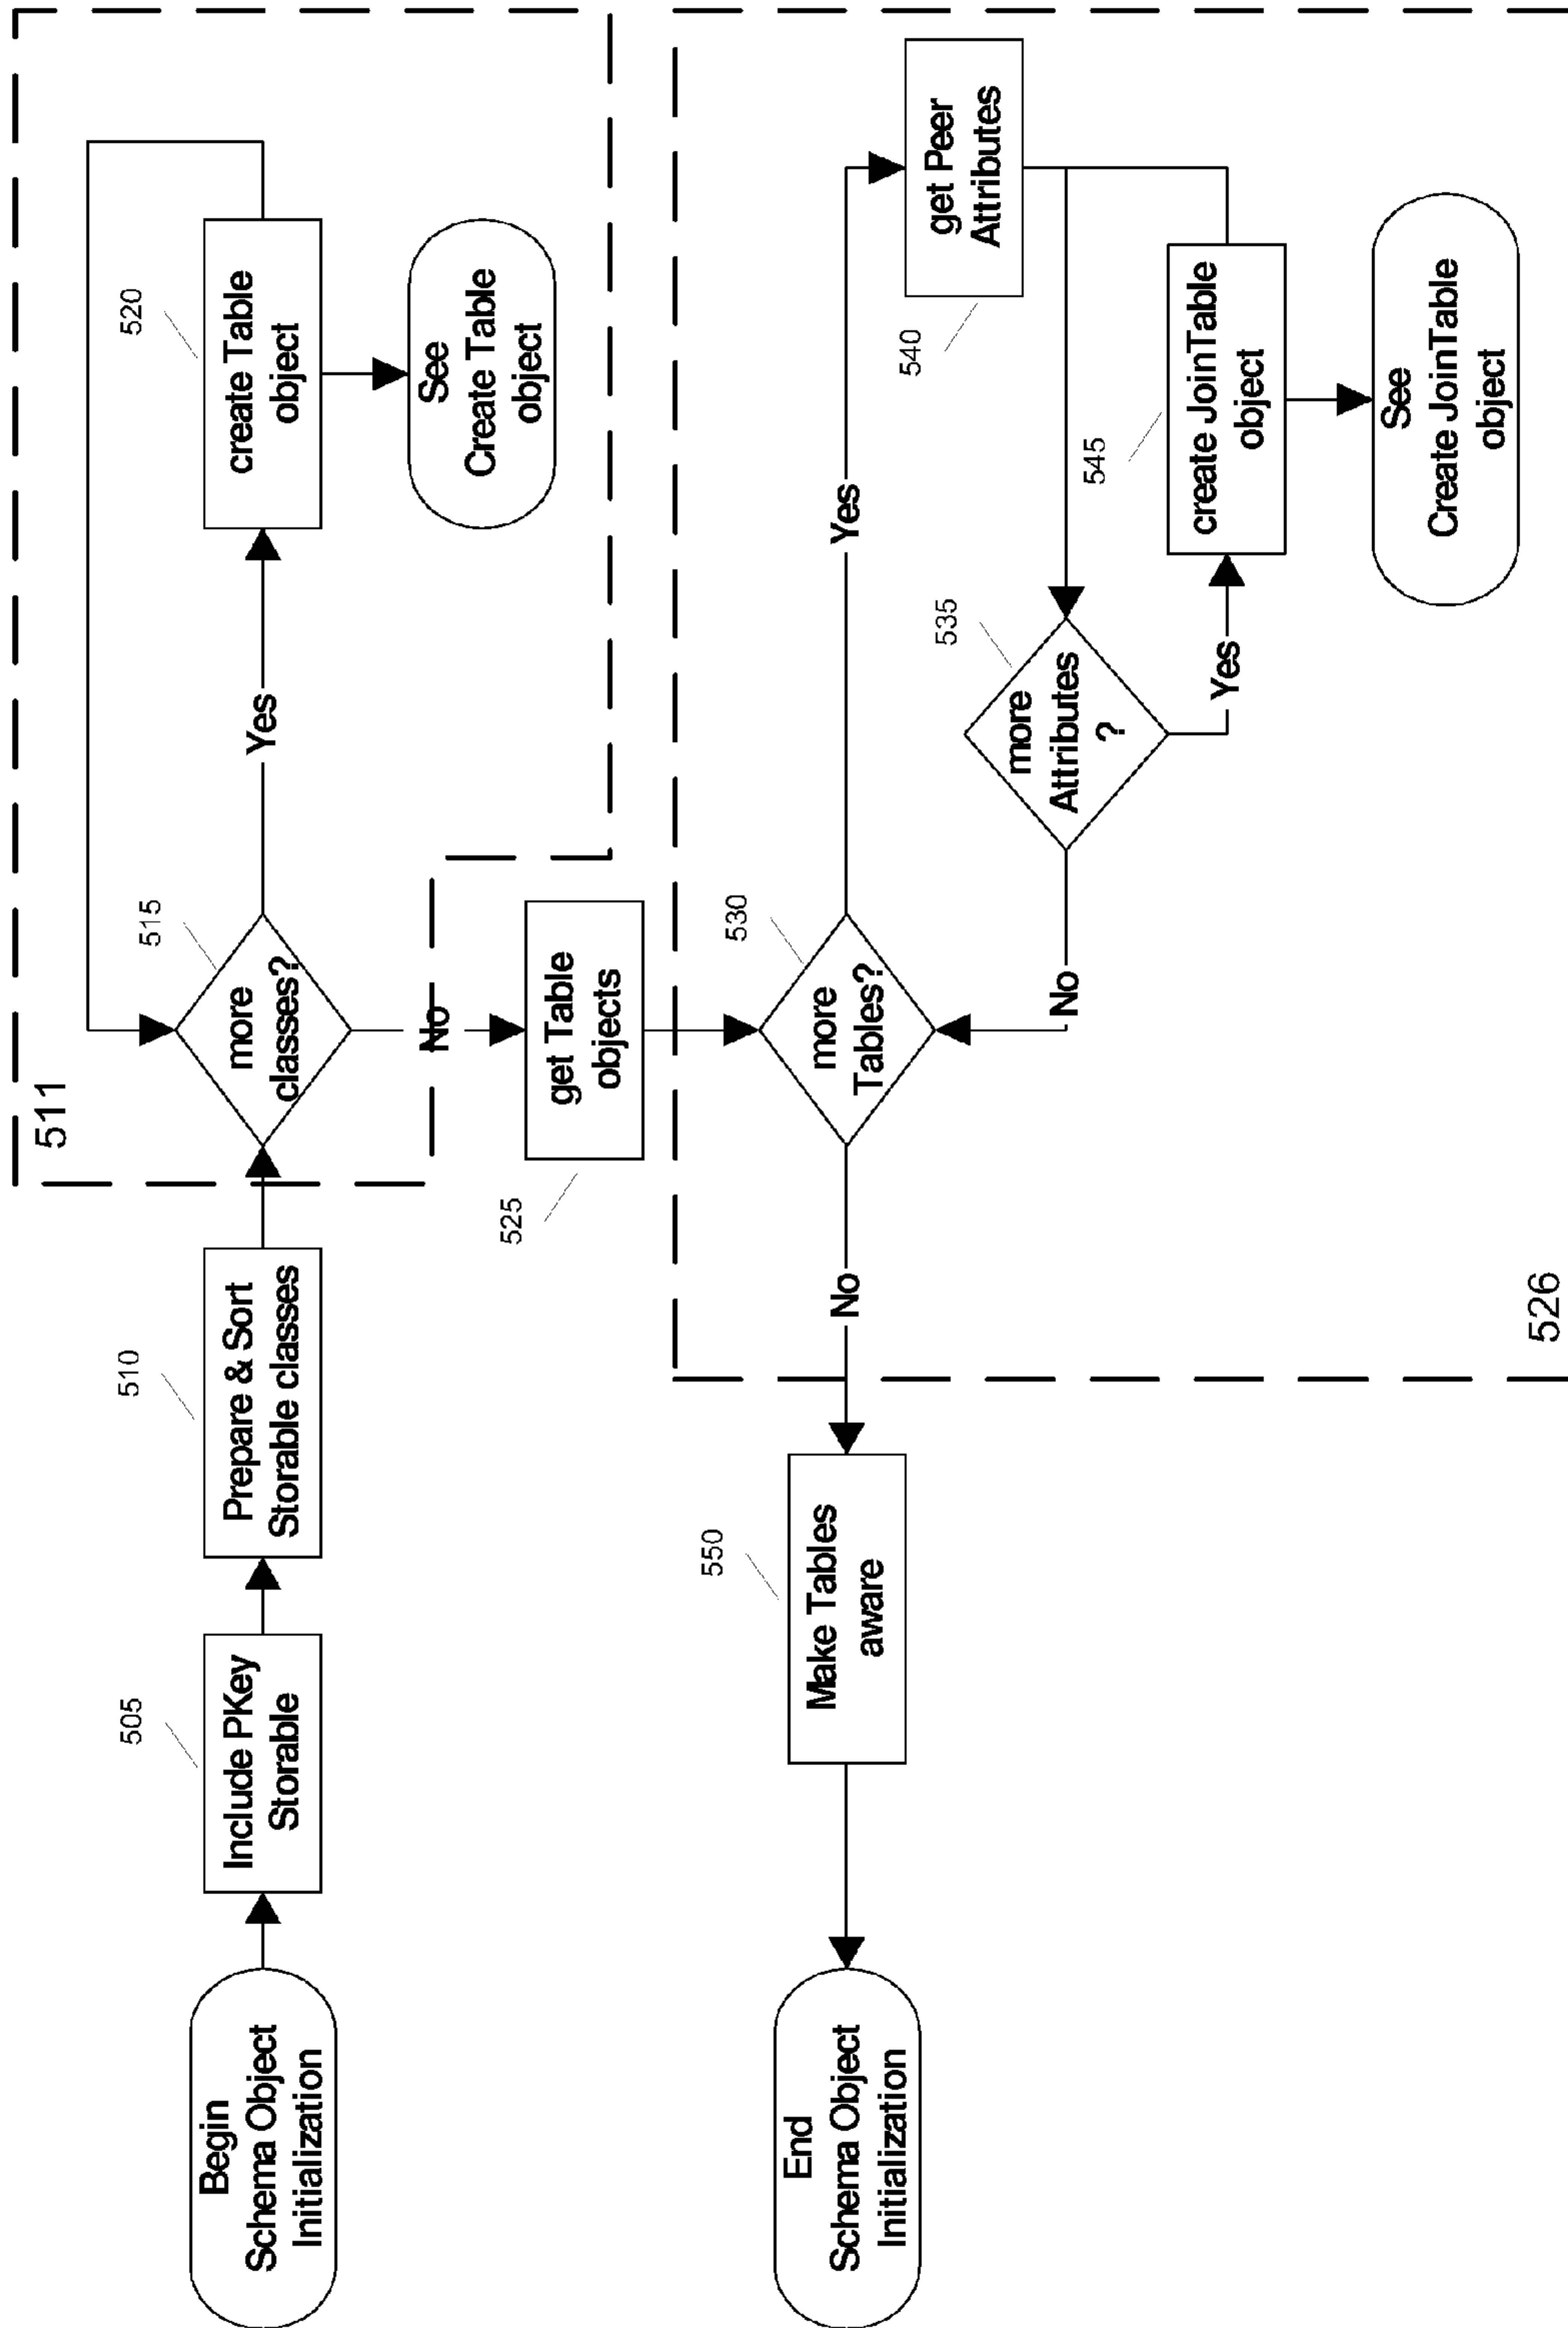 Begin
Schema Object
Initialization
505
Include PKey
Storable
510
Prepare & Sort
Storable classes
511
515
more
classes?
Yes
520
create Table
object
See
Create Table
object
No
525
get Table
objects
530
more
Tables?
Yes
540
get Peer
Attributes
535
more
Attributes
?
Yes
545
create JoinTable
object
See
Create JoinTable
object
No
No
526
550
Make Tables
aware
End
Schema Object
Initialization